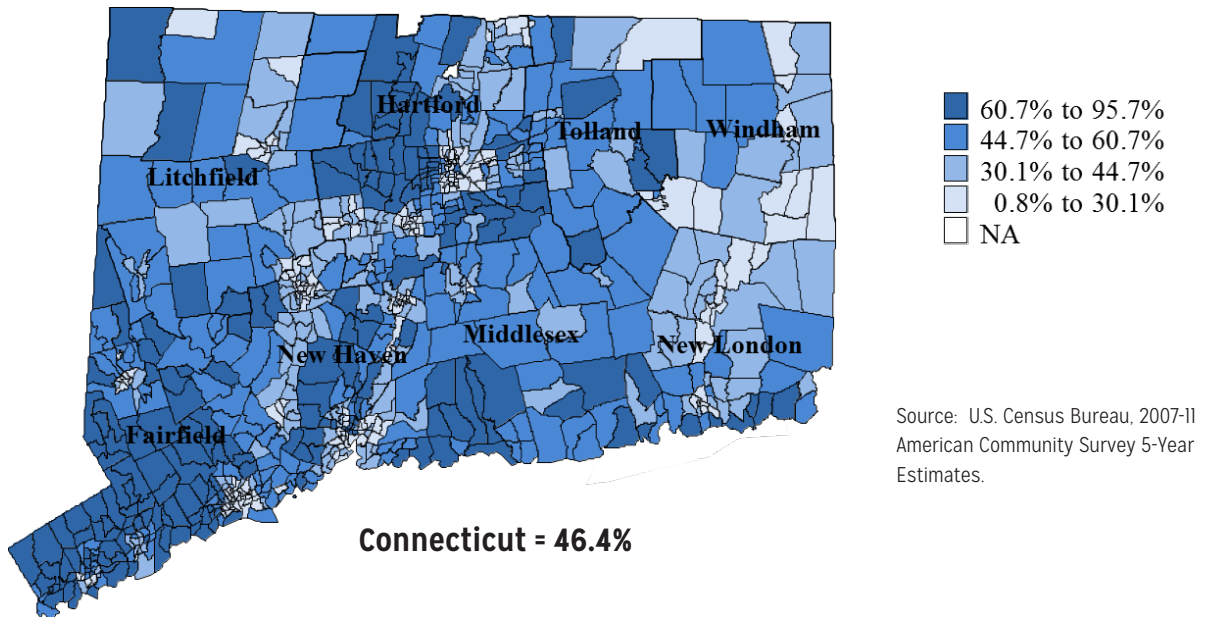 Hartford
Tolland
Windham
Litchfield
Middlesex
New Haven
New London
Fairfield
60.7% to 95.7%
44.7% to 60.7%
30.1% to 44.7%
0.8% to 30.1%
NA
Source: U.S. Census Bureau, 2007-11
American Community Survey 5-Year
Estimates.
Connecticut = 46.4%